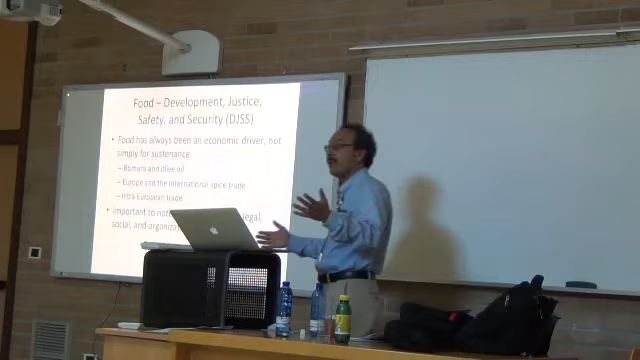 Food – Development, Justice,
Safety, and Security (DJSS)
• Food has always been an economic driver, not
simply for sustenance
– Romans and olive oil
– Europe and the international spice trade
– Intra European trade
• Important to legal,
social, and